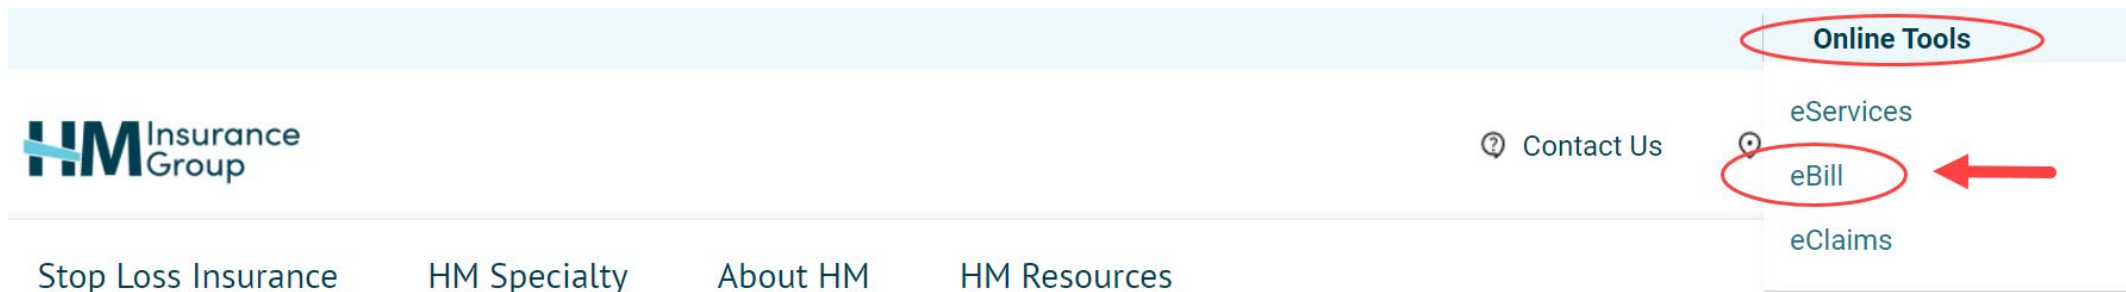 Online Tools
HM Insurance Group
Contact Us
eServices
eBill
eClaims
Stop Loss Insurance
HM Specialty
About HM
HM Resources